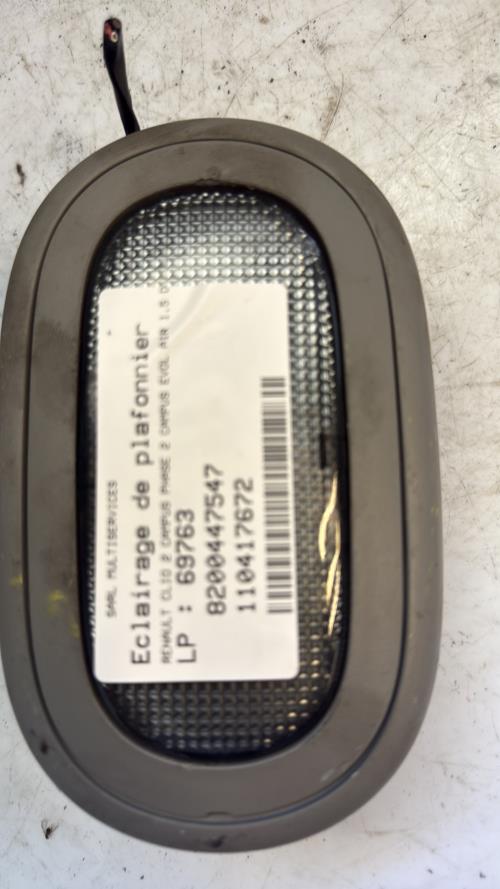 SARL MULTISERVICES
Eclairage de plafonnier
RENAULT CLIO 2 CAMPUS PHASE 2 CAMPUS EVOL AIR 1.5 D
LP : 69763
8200447547
110417672